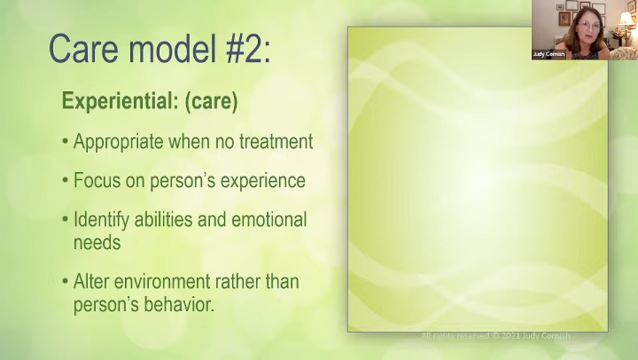 Judy Cornish
Care model #2:
Experiential: (care)
• Appropriate when no treatment
• Focus on person's experience
• Identify abilities and emotional
needs
• Alter environment rather than
person's behavior.
All rights reserved © 2021 Judy Cornish